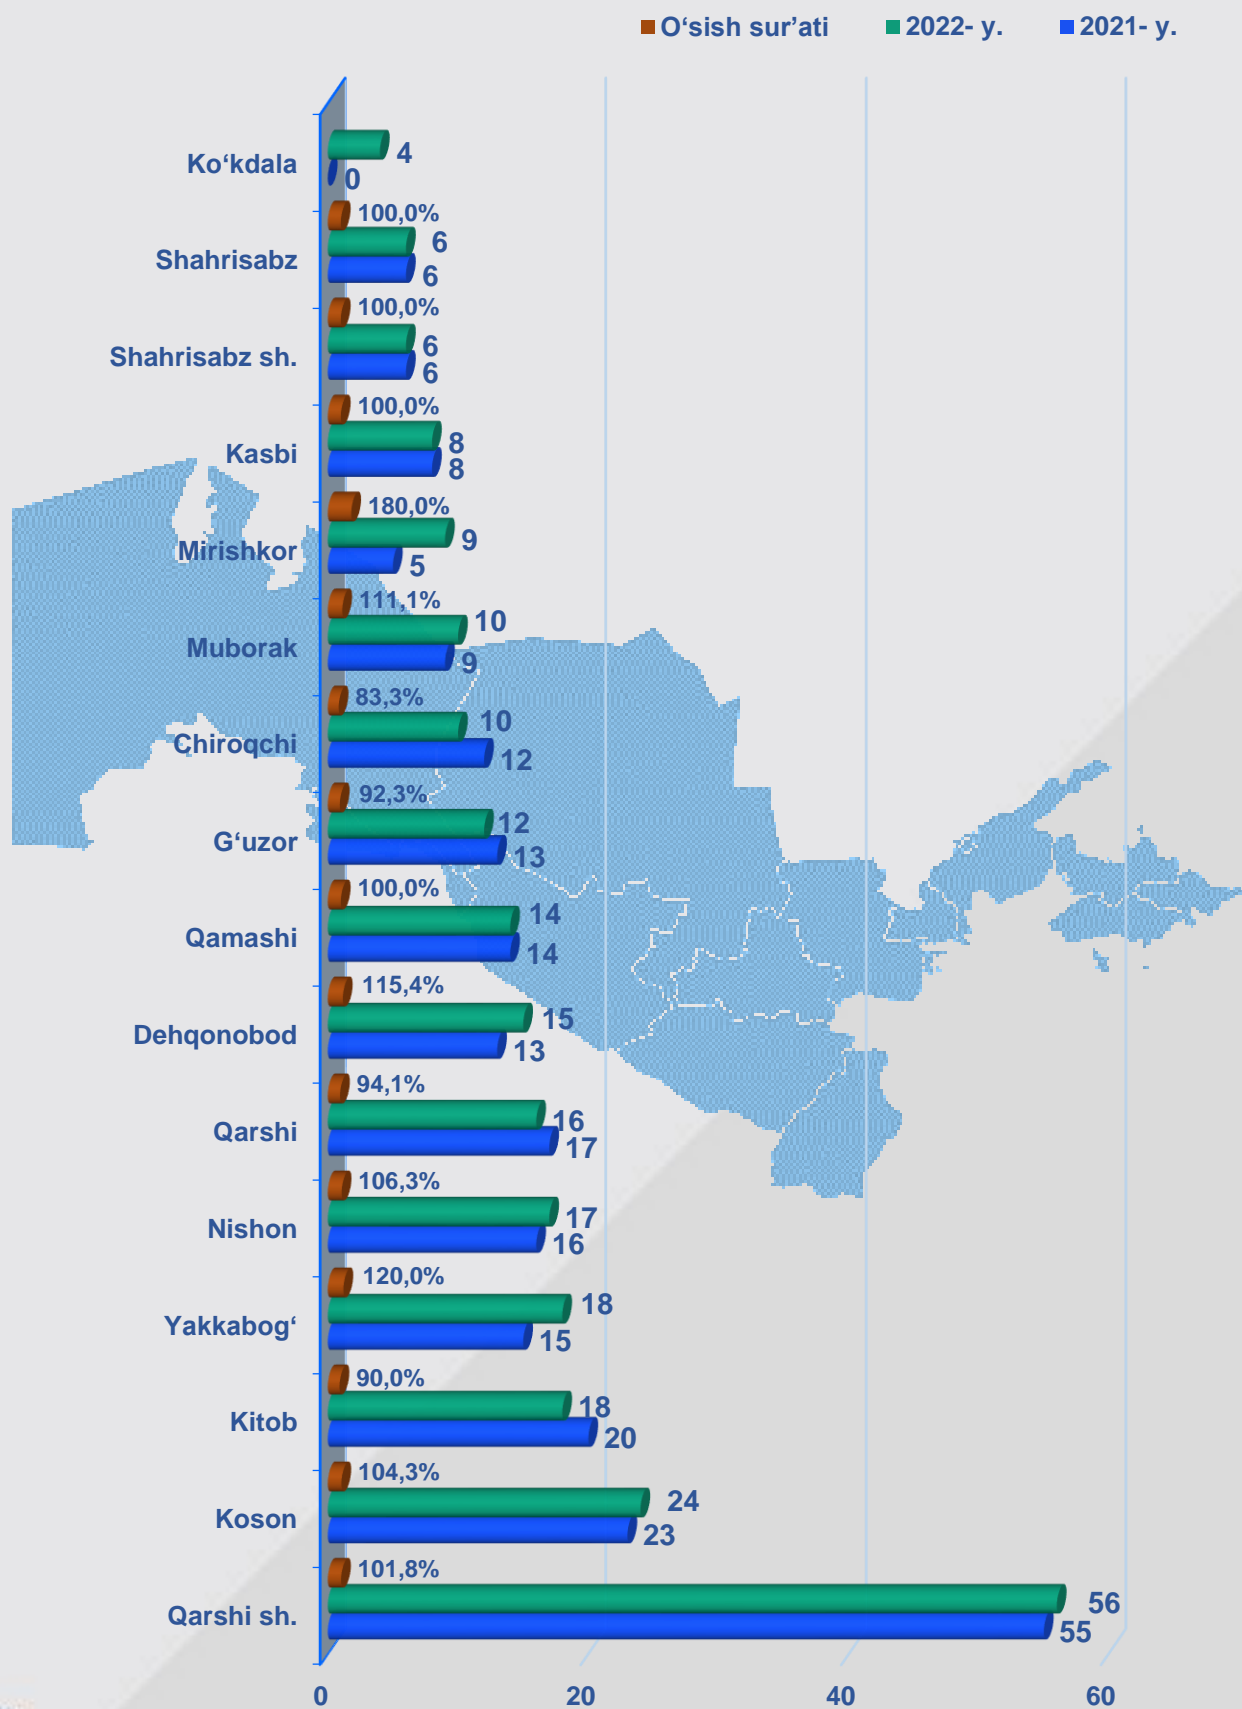 O‘sish sur’ati 2022- y. 2021- y.
Ko‘kdala
4
0
100,0%
Shahrisabz
6
6
100,0%
Shahrisabz sh.
6
6
100,0%
Kasbi
8
8
180,0%
Mirishkor
9
5
111,1%
Muborak
10
9
83,3%
Chiroqchi
10
12
92,3%
G‘uzor
12
13
100,0%
Qamashi
14
14
115,4%
Dehqonobod
15
13
94,1%
Qarshi
16
17
106,3%
Nishon
17
16
120,0%
Yakkabog‘
18
15
90,0%
Kitob
18
20
104,3%
Koson
24
23
101,8%
Qarshi sh.
56
55
0 20 40 60